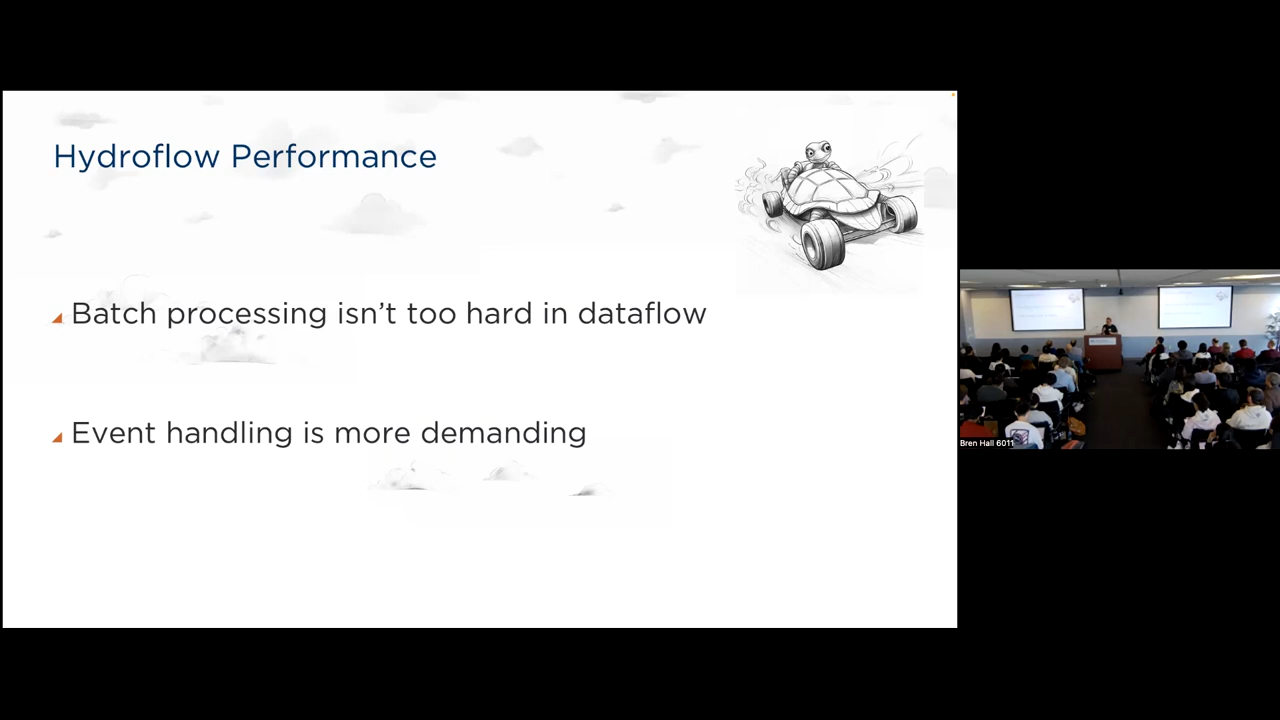 Hydroflow Performance
Batch processing isn’t too hard in dataflow
Event handling is more demanding
Bren Hall 6011